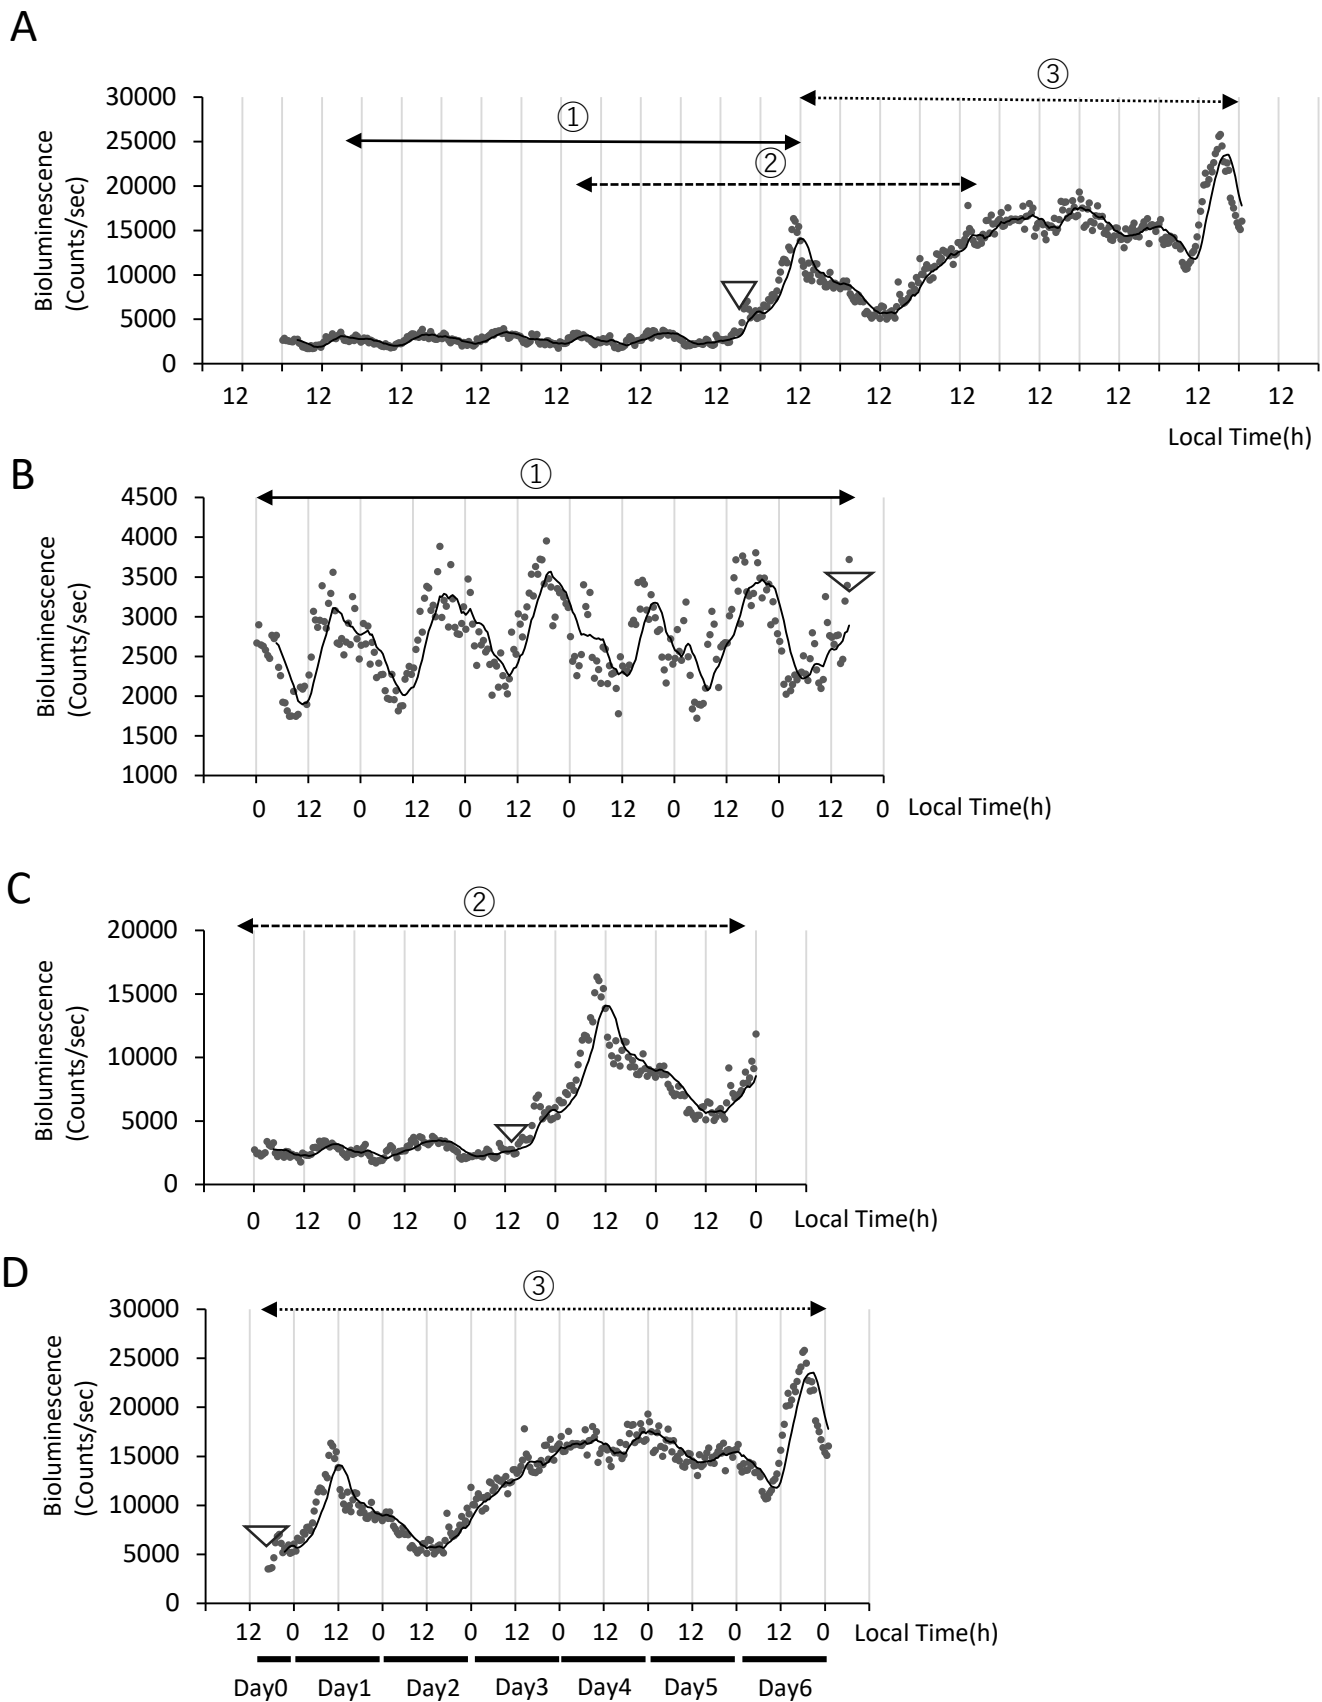 A
③
30000
①
25000
②
20000
15000
10000
5000
0
Bioluminescence
(Counts/sec)
12 12 12 12 12 12 12 12 12 12 12 12 12 12
Local Time(h)
B
①
4500
4000
3500
3000
2500
2000
1500
1000
Bioluminescence
(Counts/sec)
0 12 0 12 0 12 0 12 0 12 0 12 0 Local Time(h)
C
②
20000
15000
10000
5000
0
Bioluminescence
(Counts/sec)
0 12 0 12 0 12 0 12 0 12 0 Local Time(h)
D
③
30000
25000
20000
15000
10000
5000
0
Bioluminescence
(Counts/sec)
12 0 12 0 12 0 12 0 12 0 12 0 12 0 Local Time(h)
Day0 Day1 Day2 Day3 Day4 Day5 Day6